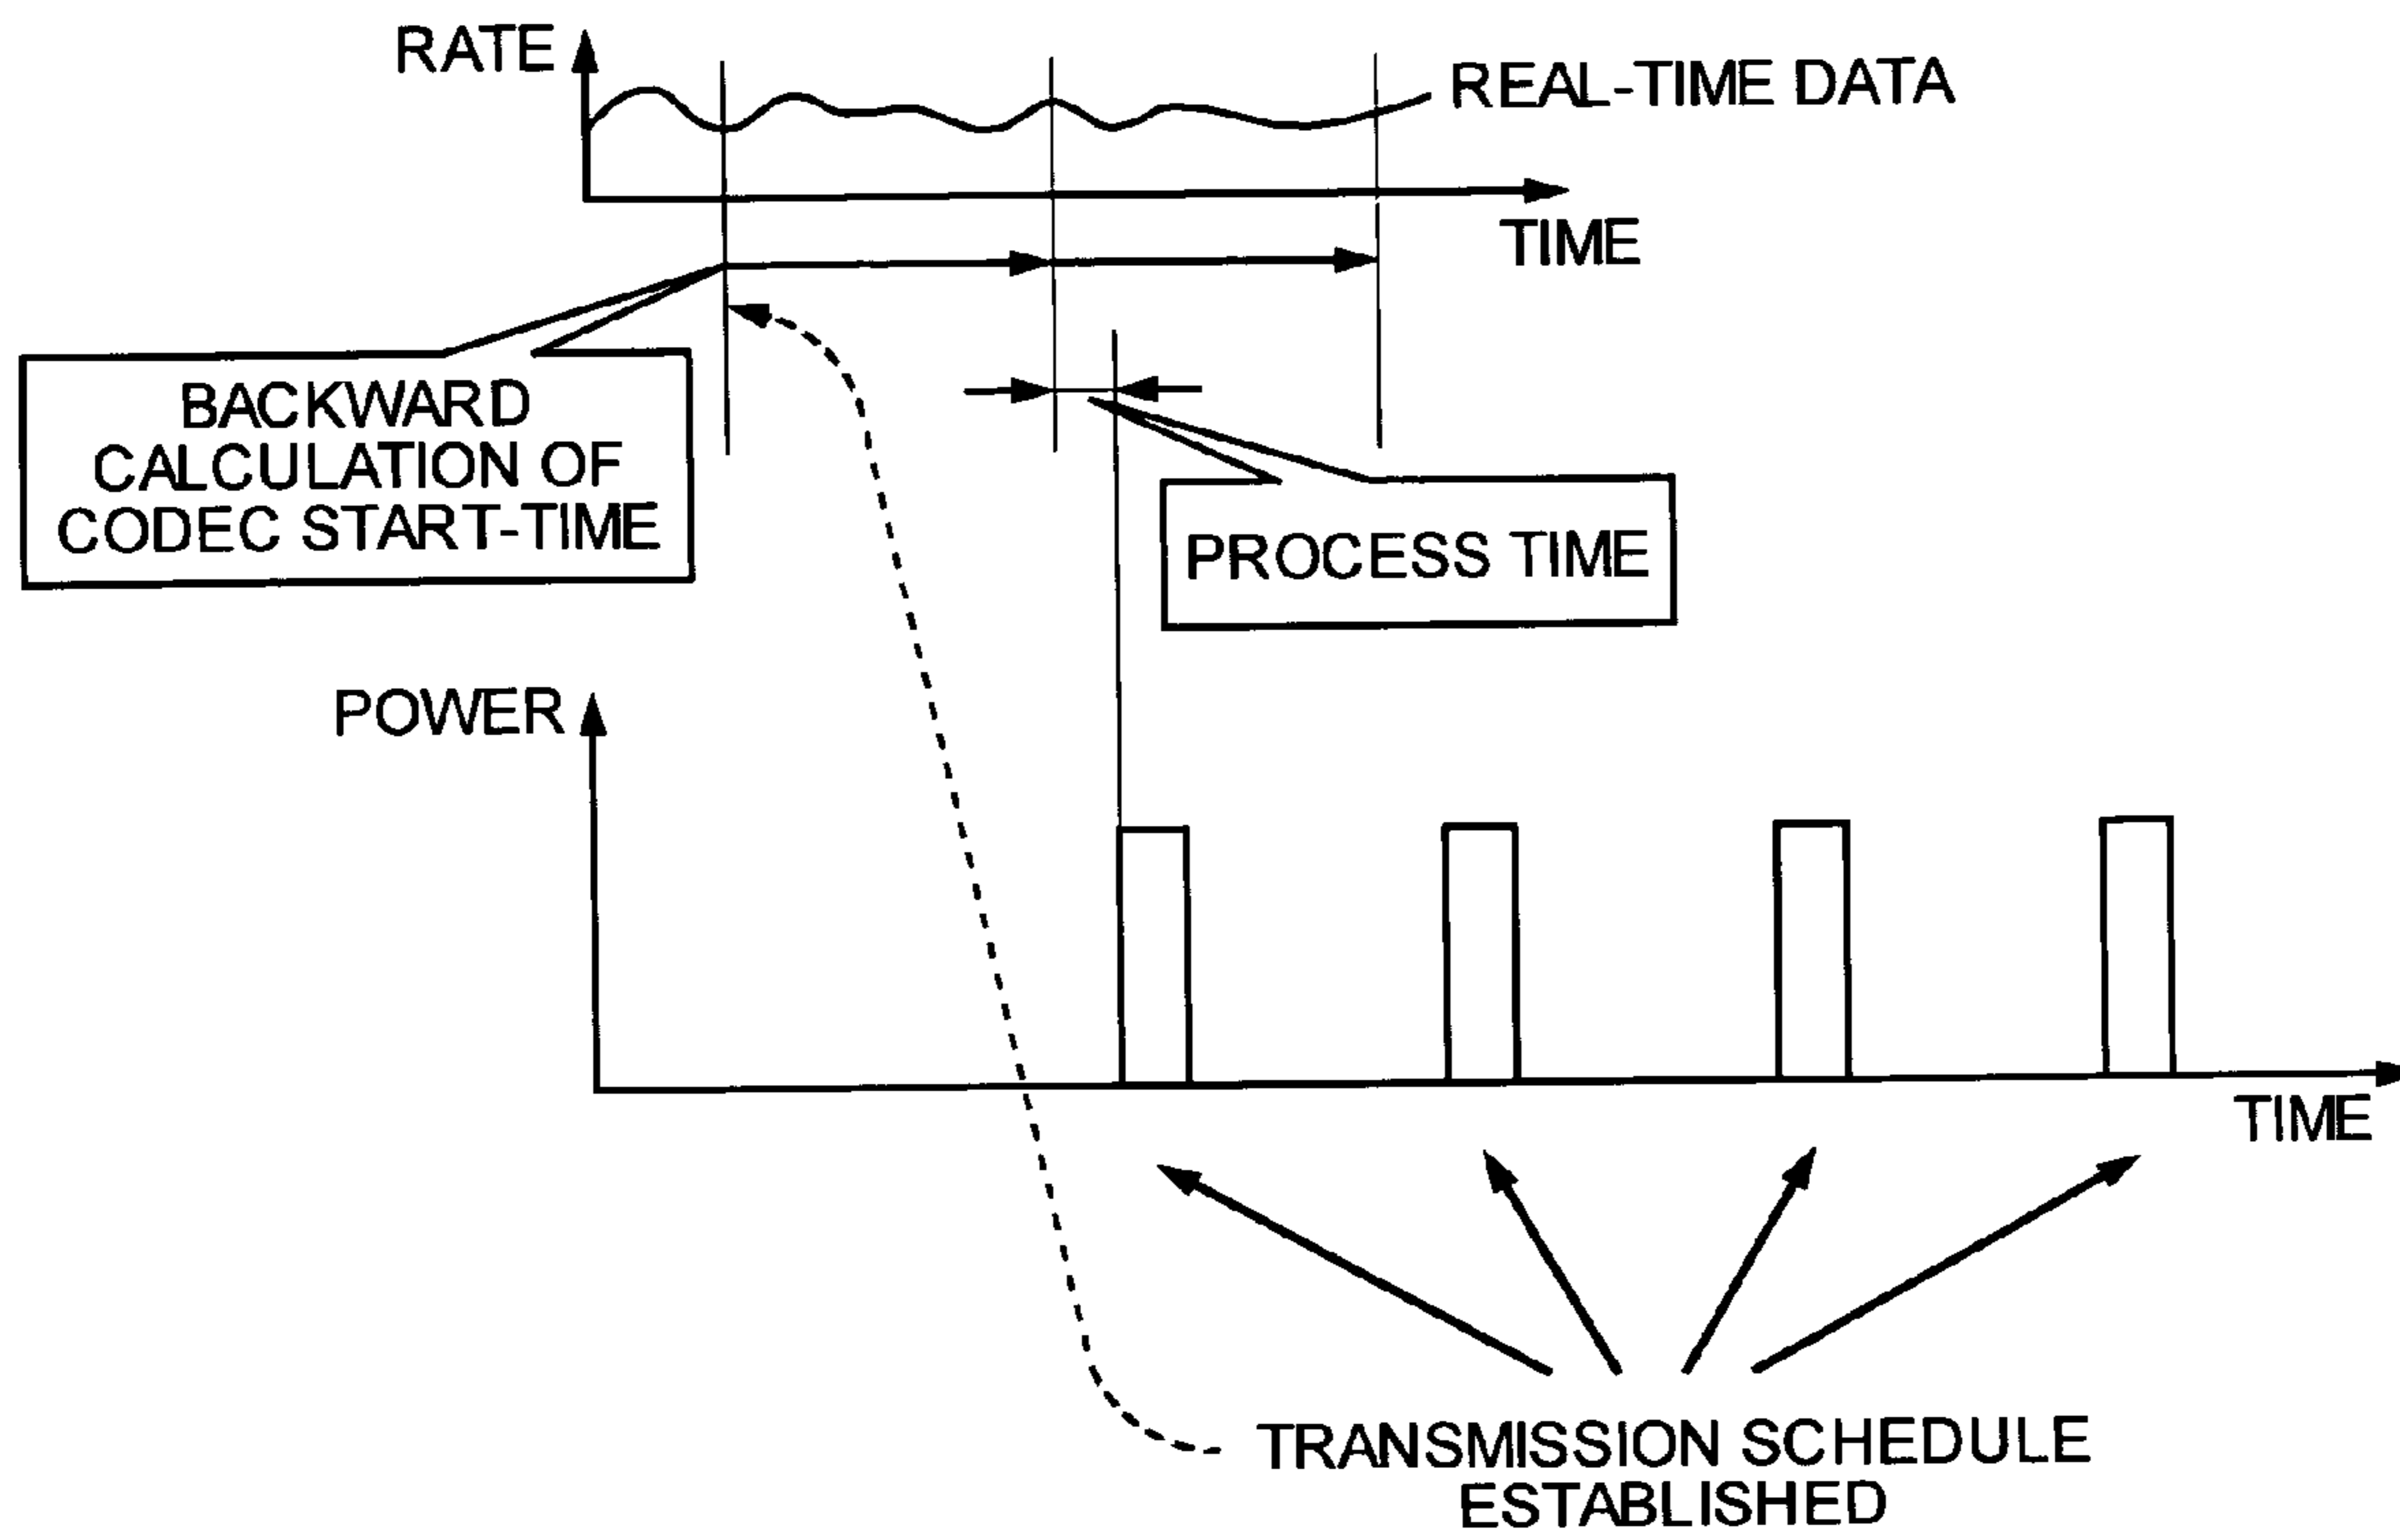 RATE
REAL-TIME DATA
TIME
BACKWARD
CALCULATION OF
CODEC START-TIME
PROCESS TIME
POWER
TIME
TRANSMISSION SCHEDULE
ESTABLISHED